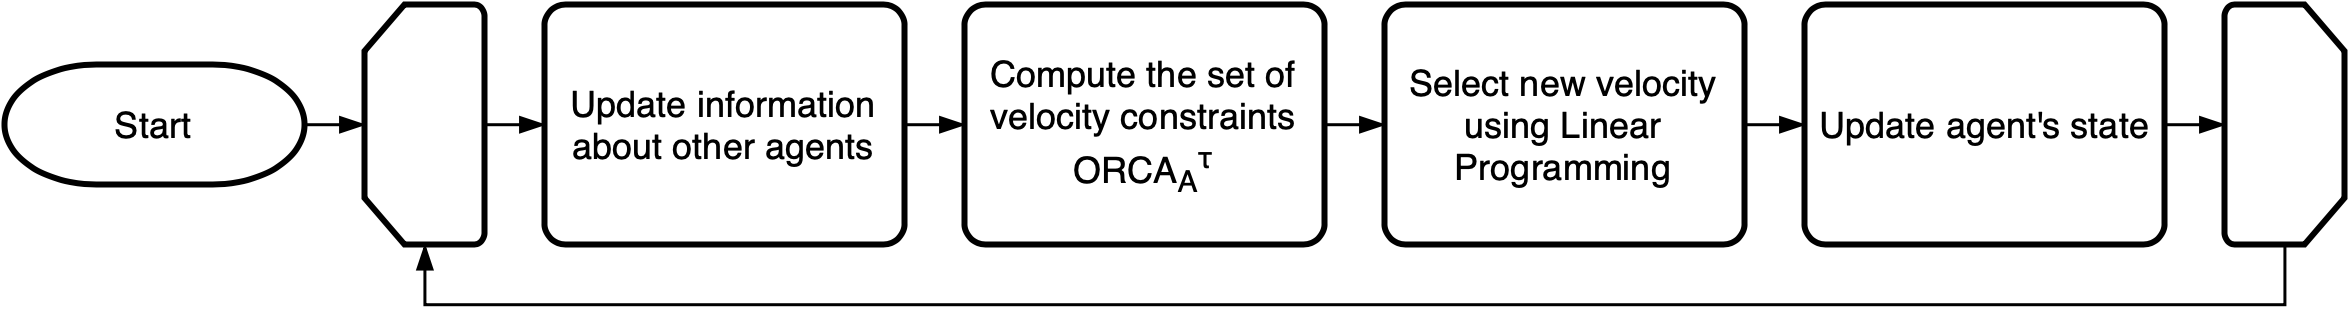 Start
Update information
about other agents
Compute the set of
velocity constraints
ORCA_A^τ
Select new velocity
using Linear
Programming
Update agent's state